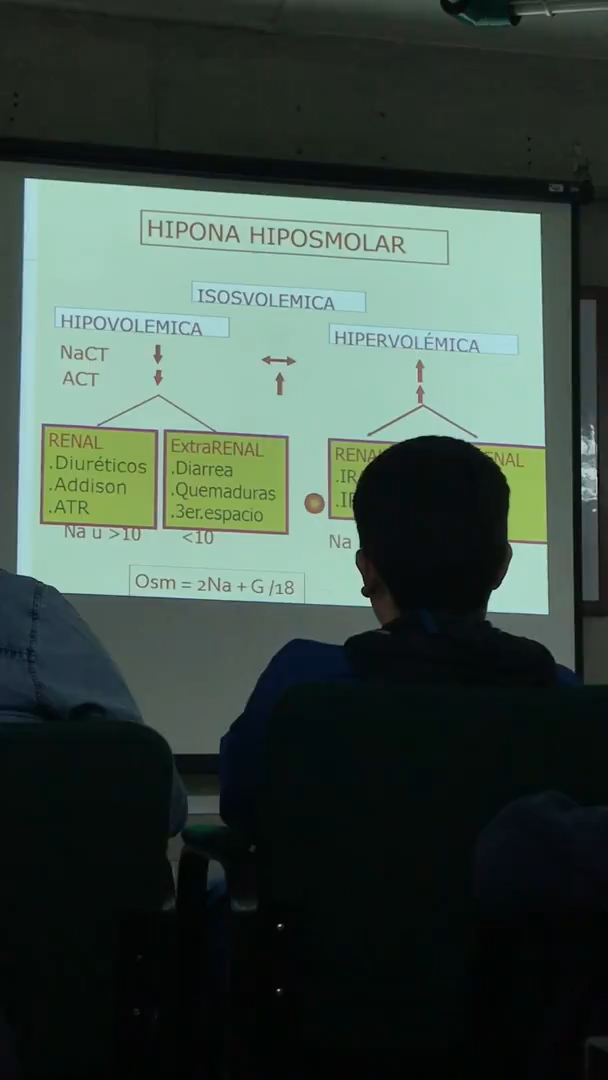 HIPONA HIPOSMOLAR
ISOSVOLEMICA
HIPOVOLEMICA
HIPERVOLÉMICA
NaCT
ACT
RENAL
.Diuréticos
.Addison
.ATR
Na u >10
ExtraRENAL
.Diarrea
.Quemaduras
.3er.espacio
<10
Na
Osm = 2Na + G /18